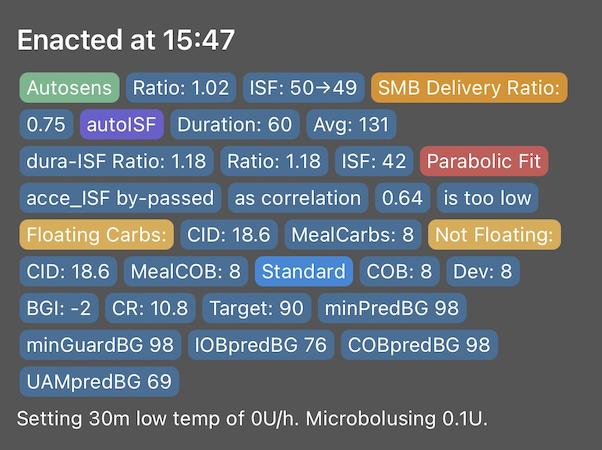 Enacted at 15:47
Autosens Ratio: 1.02 ISF: 50→49 SMB Delivery Ratio:
0.75 autoISF Duration: 60 Avg: 131
dura-ISF Ratio: 1.18 Ratio: 1.18 ISF: 42 Parabolic Fit
acce_ISF by-passed as correlation 0.64 is too low
Floating Carbs: CID: 18.6 MealCarbs: 8 Not Floating:
CID: 18.6 MealCOB: 8 Standard COB: 8 Dev: 8
BGI: -2 CR: 10.8 Target: 90 minPredBG 98
minGuardBG 98 IOBpredBG 76 COBpredBG 98
UAMpredBG 69
Setting 30m low temp of 0U/h. Microbolusing 0.1U.